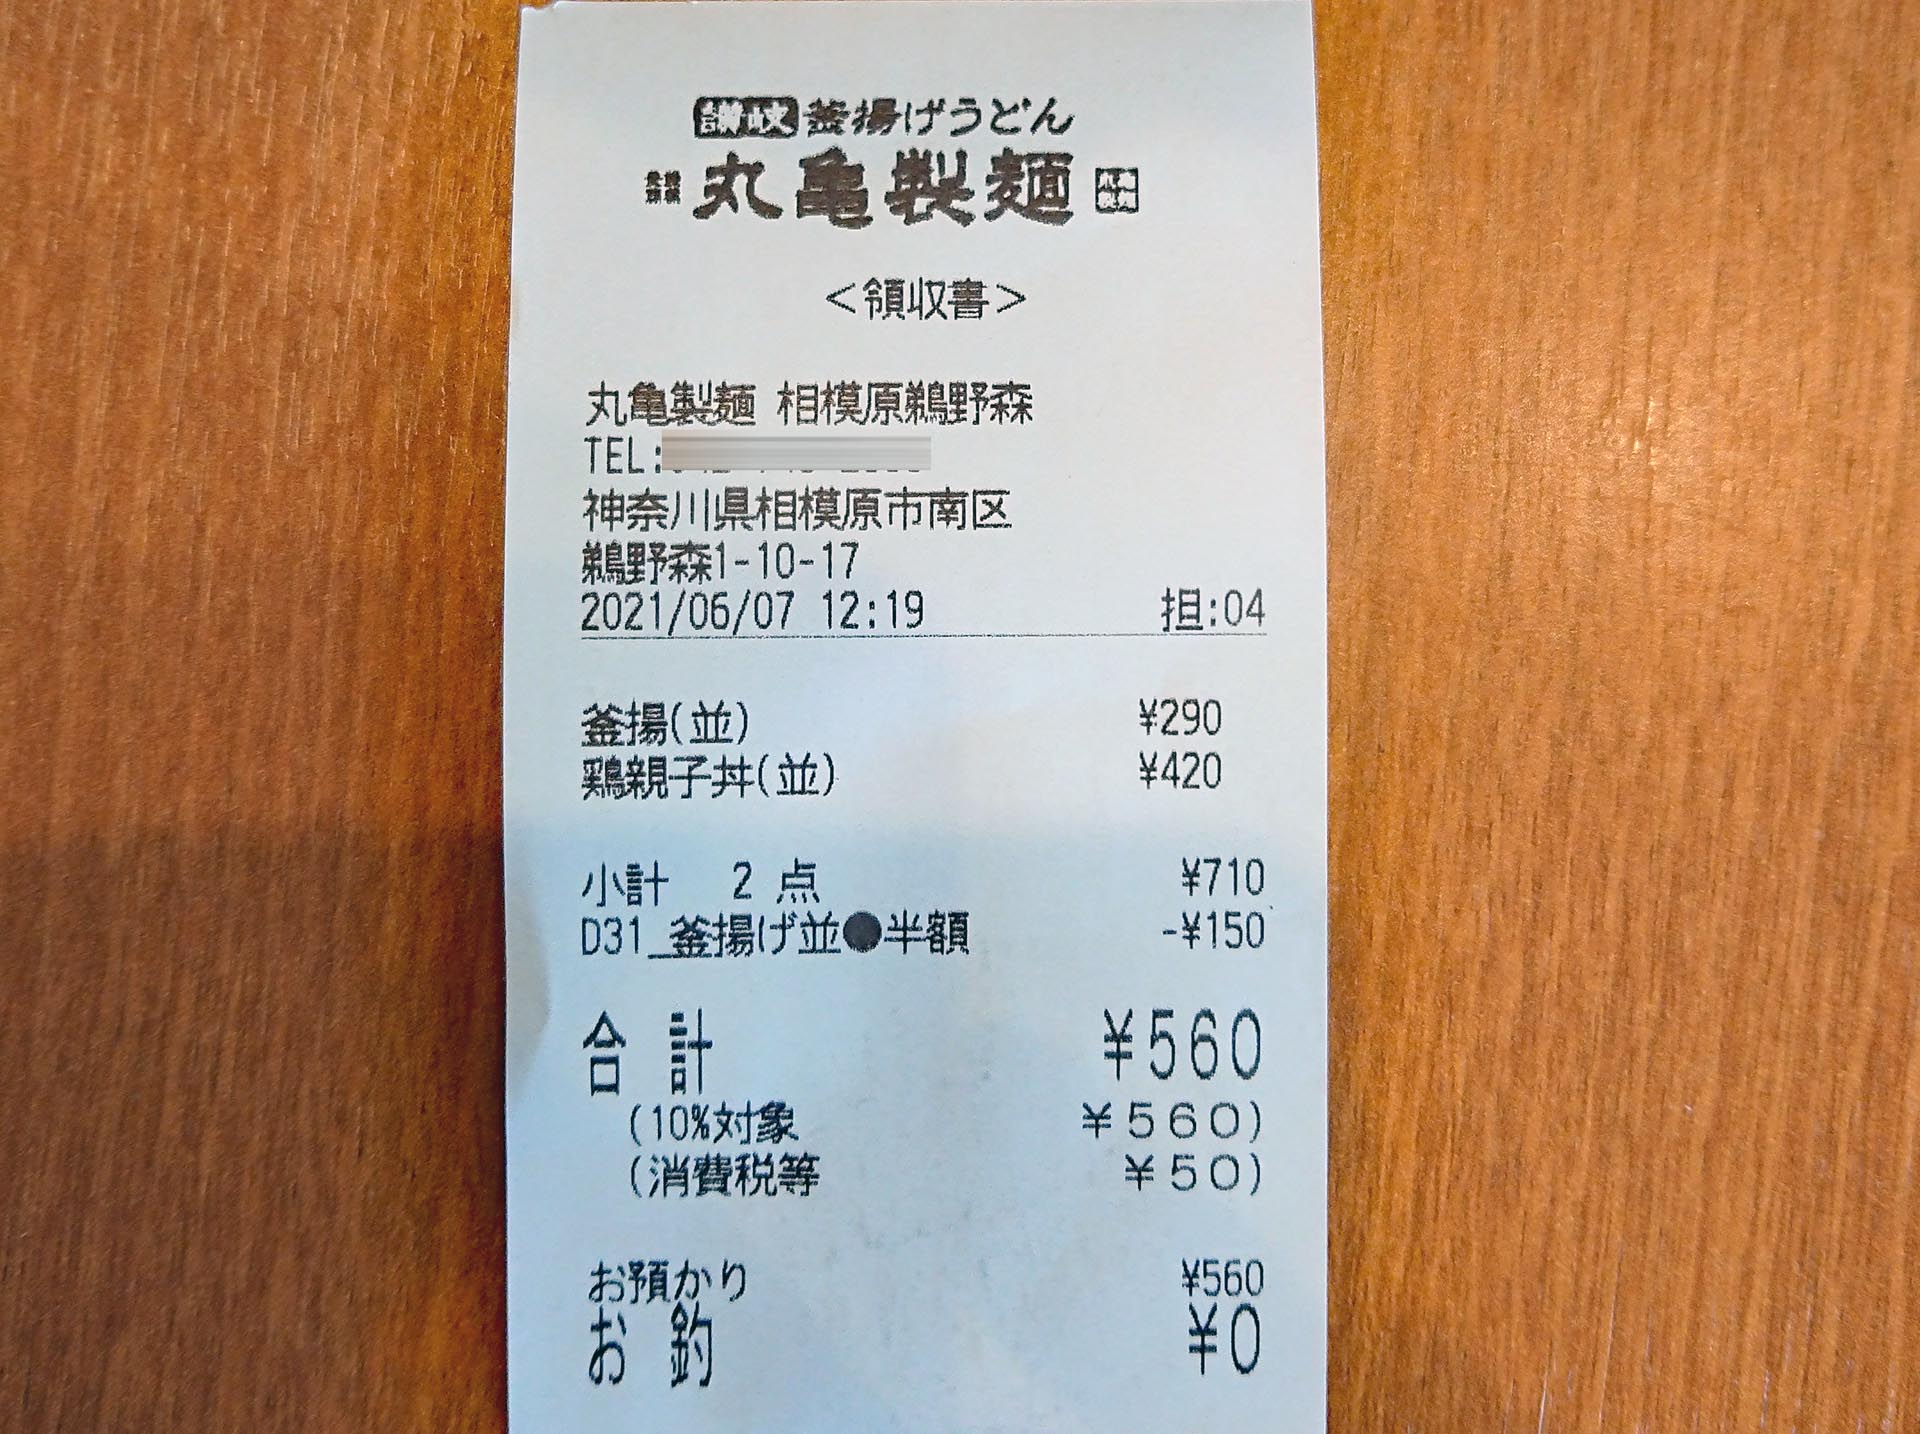 讃岐 釜揚げうどん
丸亀製麺
<領収書>
丸亀製麺 相模原鵜野森
TEL:
神奈川県相模原市南区
鵜野森1-10-17
2021/06/07 12:19 担:04
釜揚(並) ¥290
鶏親子丼(並) ¥420
小計 2 点 ¥710
D31_釜揚げ並●半額 -¥150
合 計 ¥560
(10%対象 ¥560)
(消費税等 ¥50)
お預かり ¥560
お 釣 ¥0